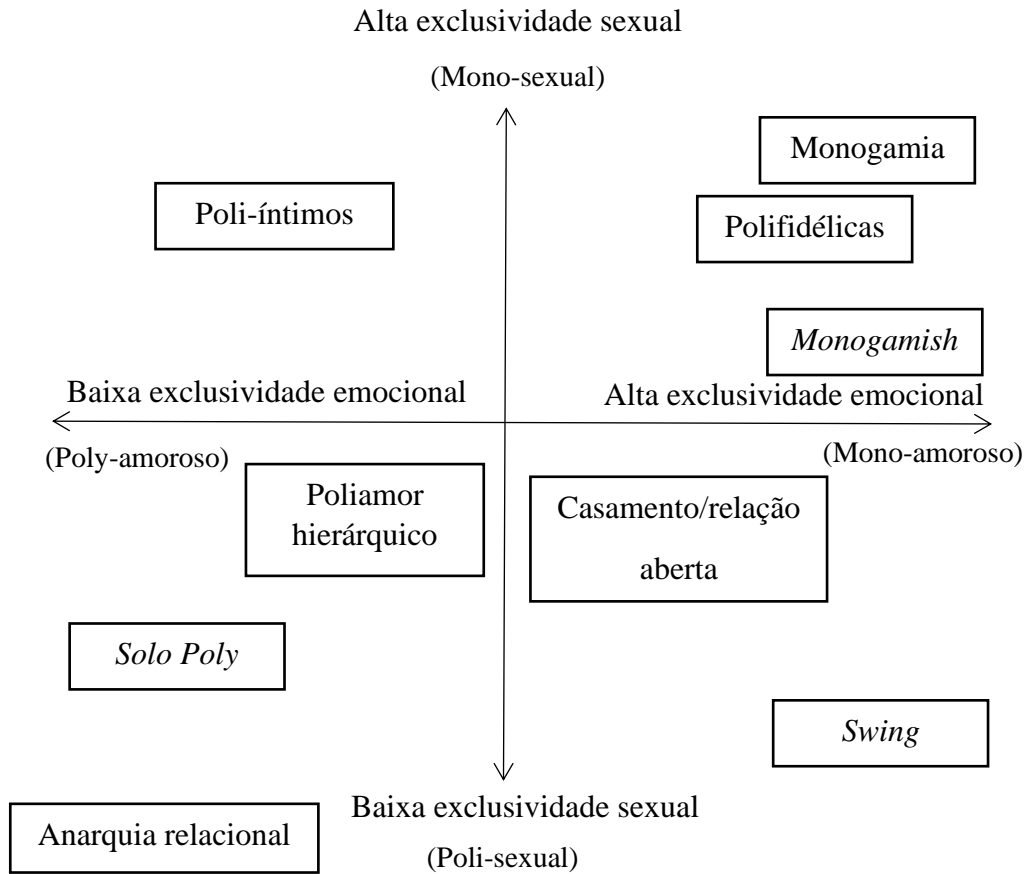 Alta exclusividade sexual
(Mono-sexual)
Monogamia
Poli-íntimos
Polifidélicas
Monogamish
Baixa exclusividade emocional
Alta exclusividade emocional
(Poly-amoroso)
(Mono-amoroso)
Poliamor
hierárquico
Casamento/relação
aberta
Solo Poly
Swing
Baixa exclusividade sexual
Anarquia relacional
(Poli-sexual)